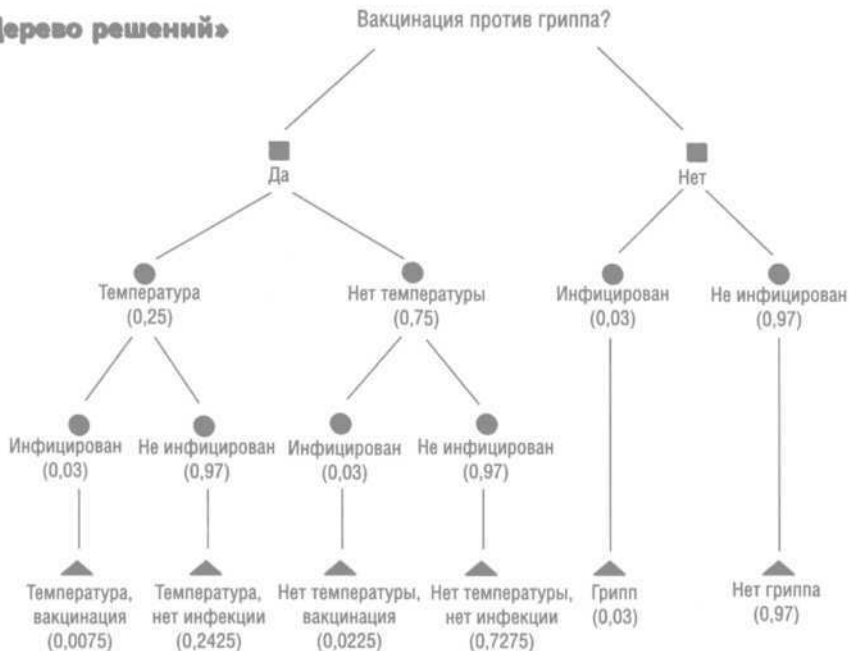 Дерево решений»
Вакцинация против гриппа?
Да
Нет
Температура
(0,25)
Нет температуры
(0,75)
Инфицирован
(0,03)
Не инфицирован
(0,97)
Инфицирован
(0,03)
Не инфицирован
(0,97)
Инфицирован
(0,03)
Не инфицирован
(0,97)
Температура,
вакцинация
(0,0075)
Температура,
нет инфекции
(0,2425)
Нет температуры,
вакцинация
(0,0225)
Нет температуры,
нет инфекции
(0,7275)
Грипп
(0,03)
Нет гриппа
(0,97)